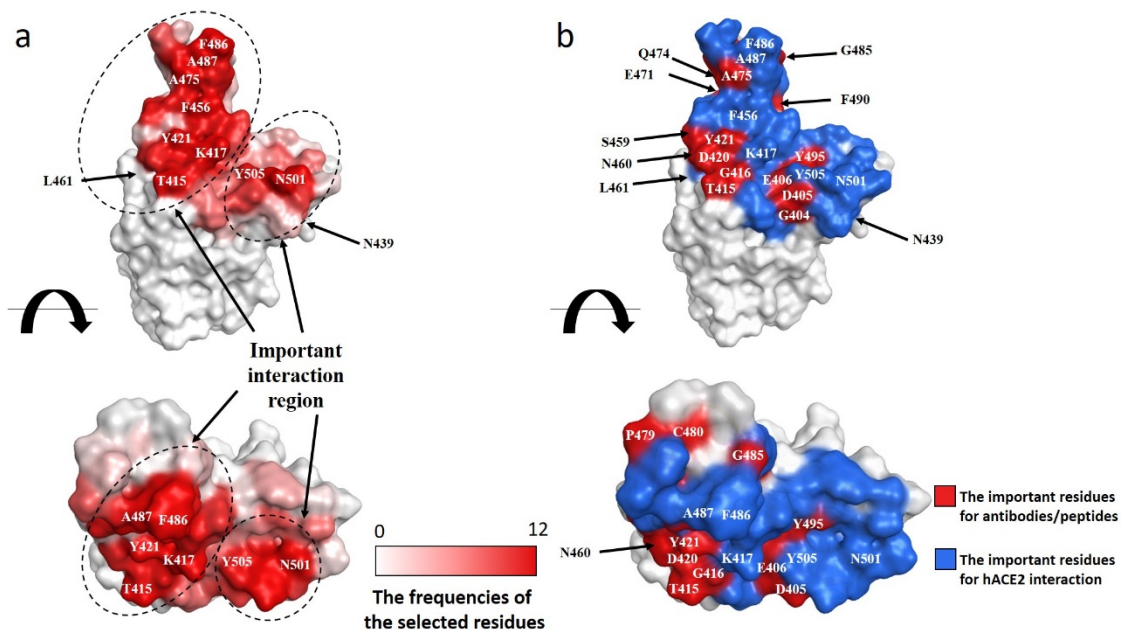 a
F486
A487
A475
F456
Y421
K417
T415
Y505
N501
L461
N439
Important
interaction
region
A487
F486
Y421
K417
Y505
N501
T415
0
12
The frequencies of
the selected residues
b
F486
A487
A475
Q474
E471
G485
F490
F456
S459
Y421
N460
D420
K417
Y495
L461
G416
E406
Y505
N501
T415
D405
G404
N439
P479
C480
G485
A487
F486
Y495
N460
Y421
D420
K417
Y505
N501
G416
E406
T415
D405
The important residues
for antibodies/peptides
The important residues
for hACE2 interaction